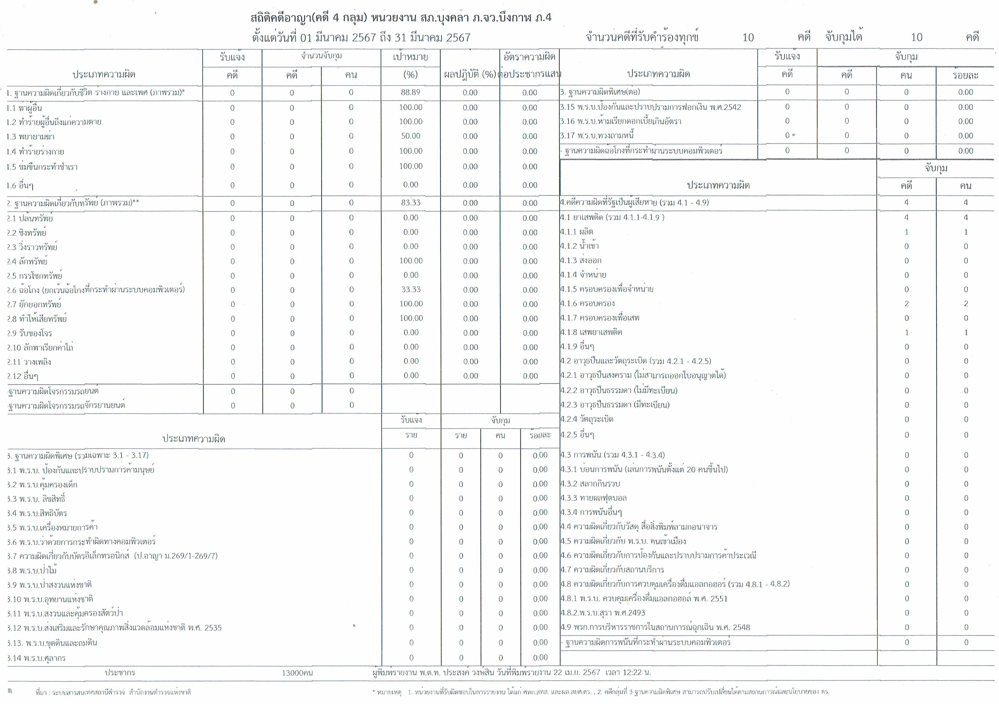 สถิติคดีอาญา(คดี 4 กลุ่ม) หน่วยงาน สภ.บุ่งคล้า ภ.จว.บึงกาฬ ภ.4
ตั้งแต่วันที่ 01 มีนาคม 2567 ถึง 31 มีนาคม 2567 จำนวนคดีที่รับคำร้องทุกข์ 10 คดี จับกุมได้ 10 คดี
ประเภทความผิด รับแจ้ง จำนวนจับกุม เป้าหมาย ผลปฎิบัติ (%) อัตราความผิด
คดี คดี คน (%) ต่อประชากรแสน
1. ฐานความผิดเกี่ยวกับชีวิต ร่างกาย และเพศ (ภาพรวม)* 0 0 0 88.89 0.00 0.00
1.1 ฆ่าผู้อื่น 0 0 0 100.00 0.00 0.00
1.2 ทำร้ายผู้อื่นถึงแก่ความตาย 0 0 0 100.00 0.00 0.00
1.3 พยายามฆ่า 0 0 0 50.00 0.00 0.00
1.4 ทำร้ายร่างกาย 0 0 0 100.00 0.00 0.00
1.5 ข่มขืนกระทำชำเรา 0 0 0 100.00 0.00 0.00
1.6 อื่นๆ 0 0 0 0.00 0.00 0.00
2. ฐานความผิดเกี่ยวกับทรัพย์ (ภาพรวม)** 0 0 0 83.33 0.00 0.00
2.1 ปล้นทรัพย์ 0 0 0 0.00 0.00 0.00
2.2 ชิงทรัพย์ 0 0 0 0.00 0.00 0.00
2.3 วิ่งราวทรัพย์ 0 0 0 0.00 0.00 0.00
2.4 ลักทรัพย์ 0 0 0 100.00 0.00 0.00
2.5 กรรโชกทรัพย์ 0 0 0 0.00 0.00 0.00
2.6 ฉ้อโกง (ยกเว้นฉ้อโกงที่กระทำผ่านระบบคอมพิวเตอร์) 0 0 0 33.33 0.00 0.00
2.7 ยักยอกทรัพย์ 0 0 0 100.00 0.00 0.00
2.8 ทำให้เสียทรัพย์ 0 0 0 100.00 0.00 0.00
2.9 รับของโจร 0 0 0 0.00 0.00 0.00
2.10 ลักพาเรียกค่าไถ่ 0 0 0 0.00 0.00 0.00
2.11 วางเพลิง 0 0 0 0.00 0.00 0.00
2.12 อื่นๆ 0 0 0 0.00 0.00 0.00
-ฐานความผิดโจรกรรมรถยนต์ 0 0 0
-ฐานความผิดโจรกรรมรถจักรยานยนต์ 0 0 0
ประเภทความผิด รับแจ้ง จับกุม
ราย ราย คน ร้อยละ
3. ฐานความผิดพิเศษ (รวมเฉพาะ 3.1 - 3.17) 0 0 0 0.00
3.1 พ.ร.บ. ป้องกันและปราบปรามการค้ามนุษย์ 0 0 0 0.00
3.2 พ.ร.บ.คุ้มครองเด็ก 0 0 0 0.00
3.3 พ.ร.บ. ลิขสิทธิ์ 0 0 0 0.00
3.4 พ.ร.บ.สิทธิบัตร 0 0 0 0.00
3.5 พ.ร.บ.เครื่องหมายการค้า 0 0 0 0.00
3.6 พ.ร.บ.ว่าด้วยการกระทำผิดทางคอมพิวเตอร์ 0 0 0 0.00
3.7 ความผิดเกี่ยวกับบัตรอิเล็กทรอนิกส์ (ป.อาญา ม.269/1-269/7) 0 0 0 0.00
3.8 พ.ร.บ.ป่าไม้ 0 0 0 0.00
3.9 พ.ร.บ.ป่าสงวนแห่งชาติ 0 0 0 0.00
3.10 พ.ร.บ.อุทยานแห่งชาติ 0 0 0 0.00
3.11 พ.ร.บ.สงวนและคุ้มครองสัตว์ป่า 0 0 0 0.00
3.12 พ.ร.บ.ส่งเสริมและรักษาคุณภาพสิ่งแวดล้อมแห่งชาติ พ.ศ. 2535 0 0 0 0.00
3.13. พ.ร.บ.ขุดดินและถมดิน 0 0 0 0.00
3.14 พ.ร.บ.ศุลากร 0 0 0 0.00
ประเภทความผิด รับแจ้ง จับกุม
คดี คดี คน ร้อยละ
3. ฐานความผิดพิเศษ(ต่อ) 0 0 0 0.00
3.15 พ.ร.บ.ป้องกันและปราบปรามการฟอกเงิน พ.ศ.2542 0 0 0 0.00
3.16 พ.ร.บ.ห้ามเรียกดอกเบี้ยเกินอัตรา 0 0 0 0.00
3.17 พ.ร.บ.ทวงถามหนี้ 0 0 0 0.00
- ฐานความผิดฉ้อโกงที่กระทำผ่านระบบคอมพิวเตอร์ 0 0 0 0.00
ประเภทความผิด จับกุม
คดี คน
4.คดีความผิดที่รัฐเป็นผู้เสียหาย (รวม 4.1 - 4.9) 4 4
4.1 ยาเสพติด (รวม 4.1.1-4.1.9 ) 4 4
4.1.1 ผลิต 1 1
4.1.2 น้ำเข้า 0 0
4.1.3 ส่งออก 0 0
4.1.4 จำหน่าย 0 0
4.1.5 ครอบครองเพื่อจำหน่าย 0 0
4.1.6 ครอบครอง 2 2
4.1.7 ครอบครองเพื่อเสพ 0 0
4.1.8 เสพยาเสพติด 1 1
4.1.9 อื่นๆ 0 0
4.2 อาวุธปืนและวัตถุระเบิด (รวม 4.2.1 - 4.2.5) 0 0
4.2.1 อาวุธปืนสงคราม (ไม่สามารถออกใบอนุญาตได้) 0 0
4.2.2 อาวุธปืนธรรมดา (ไม่มีทะเบียน) 0 0
4.2.3 อาวุธปืนธรรมดา (มีทะเบียน) 0 0
4.2.4 วัตถุระเบิด 0 0
4.2.5 อื่นๆ 0 0
4.3 การพนัน (รวม 4.3.1 - 4.3.4) 0 0
4.3.1 บ่อนการพนัน (เล่นการพนันตั้งแต่ 20 คนขึ้นไป) 0 0
4.3.2 สลากกินรวบ 0 0
4.3.3 ทายผลฟุตบอล 0 0
4.3.4 การพนันอื่นๆ 0 0
4.4 ความผิดเกี่ยวกับวัสดุ สื่อสิ่งพิมพ์ลามกอนาจาร 0 0
4.5 ความผิดเกี่ยวกับ พ.ร.บ. คนเข้าเมือง 0 0
4.6 ความผิดเกี่ยวกับการป้องกันและปราบปรามการค้าประเวณี 0 0
4.7 ความผิดเกี่ยวกับสถานบริการ 0 0
4.8 ความผิดเกี่ยวกับการควบคุมเครื่องดื่มแอลกอฮอร์ (รวม 4.8.1 - 4.8.2) 0 0
4.8.1 พ.ร.บ. ควบคุมเครื่องดื่มแอลกอฮอล์ พ.ศ. 2551 0 0
4.8.2.พ.ร.บ.สุรา พ.ศ.2493 0 0
4.9 พรก.การบริหารราชการในสถานการณ์ฉุกเฉิน พ.ศ. 2548 0 0
- ฐานความผิดการพนันที่กระทำผ่านระบบคอมพิวเตอร์ 0 0
ประชากร 13000คน ผู้พิมพ์รายงาน พ.ต.ท. ประสงค์ วงษ์สิน วันที่พิมพ์รายงาน 22 เม.ย. 2567 เวลา 12:22 น.
ที่มา : ระบบสารสนเทศสถานีตำรวจ สำนักงานตำรวจแห่งชาติ * หมายเหตุ 1. หน่วยงานที่รับผิดชอบในการรายงาน ได้แก่ ศทก.สทส. และผอ.สยศ.ตร. , 2. คดีกลุ่มที่ 3 ฐานความผิดพิเศษ สามารถปรับเปลี่ยนได้ตามสถานการณ์และนโยบายของ ตร.